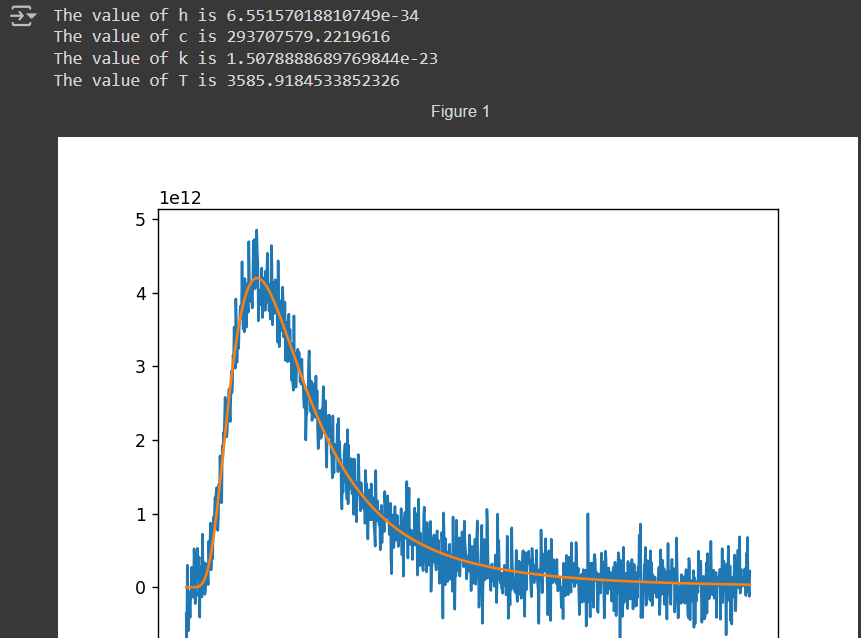 The value of h is 6.55157018810749e-34
The value of c is 293707579.2219616
The value of k is 1.5078888689769844e-23
The value of T is 3585.9184533852326
Figure 1
1e12
5
4
3
2
1
0